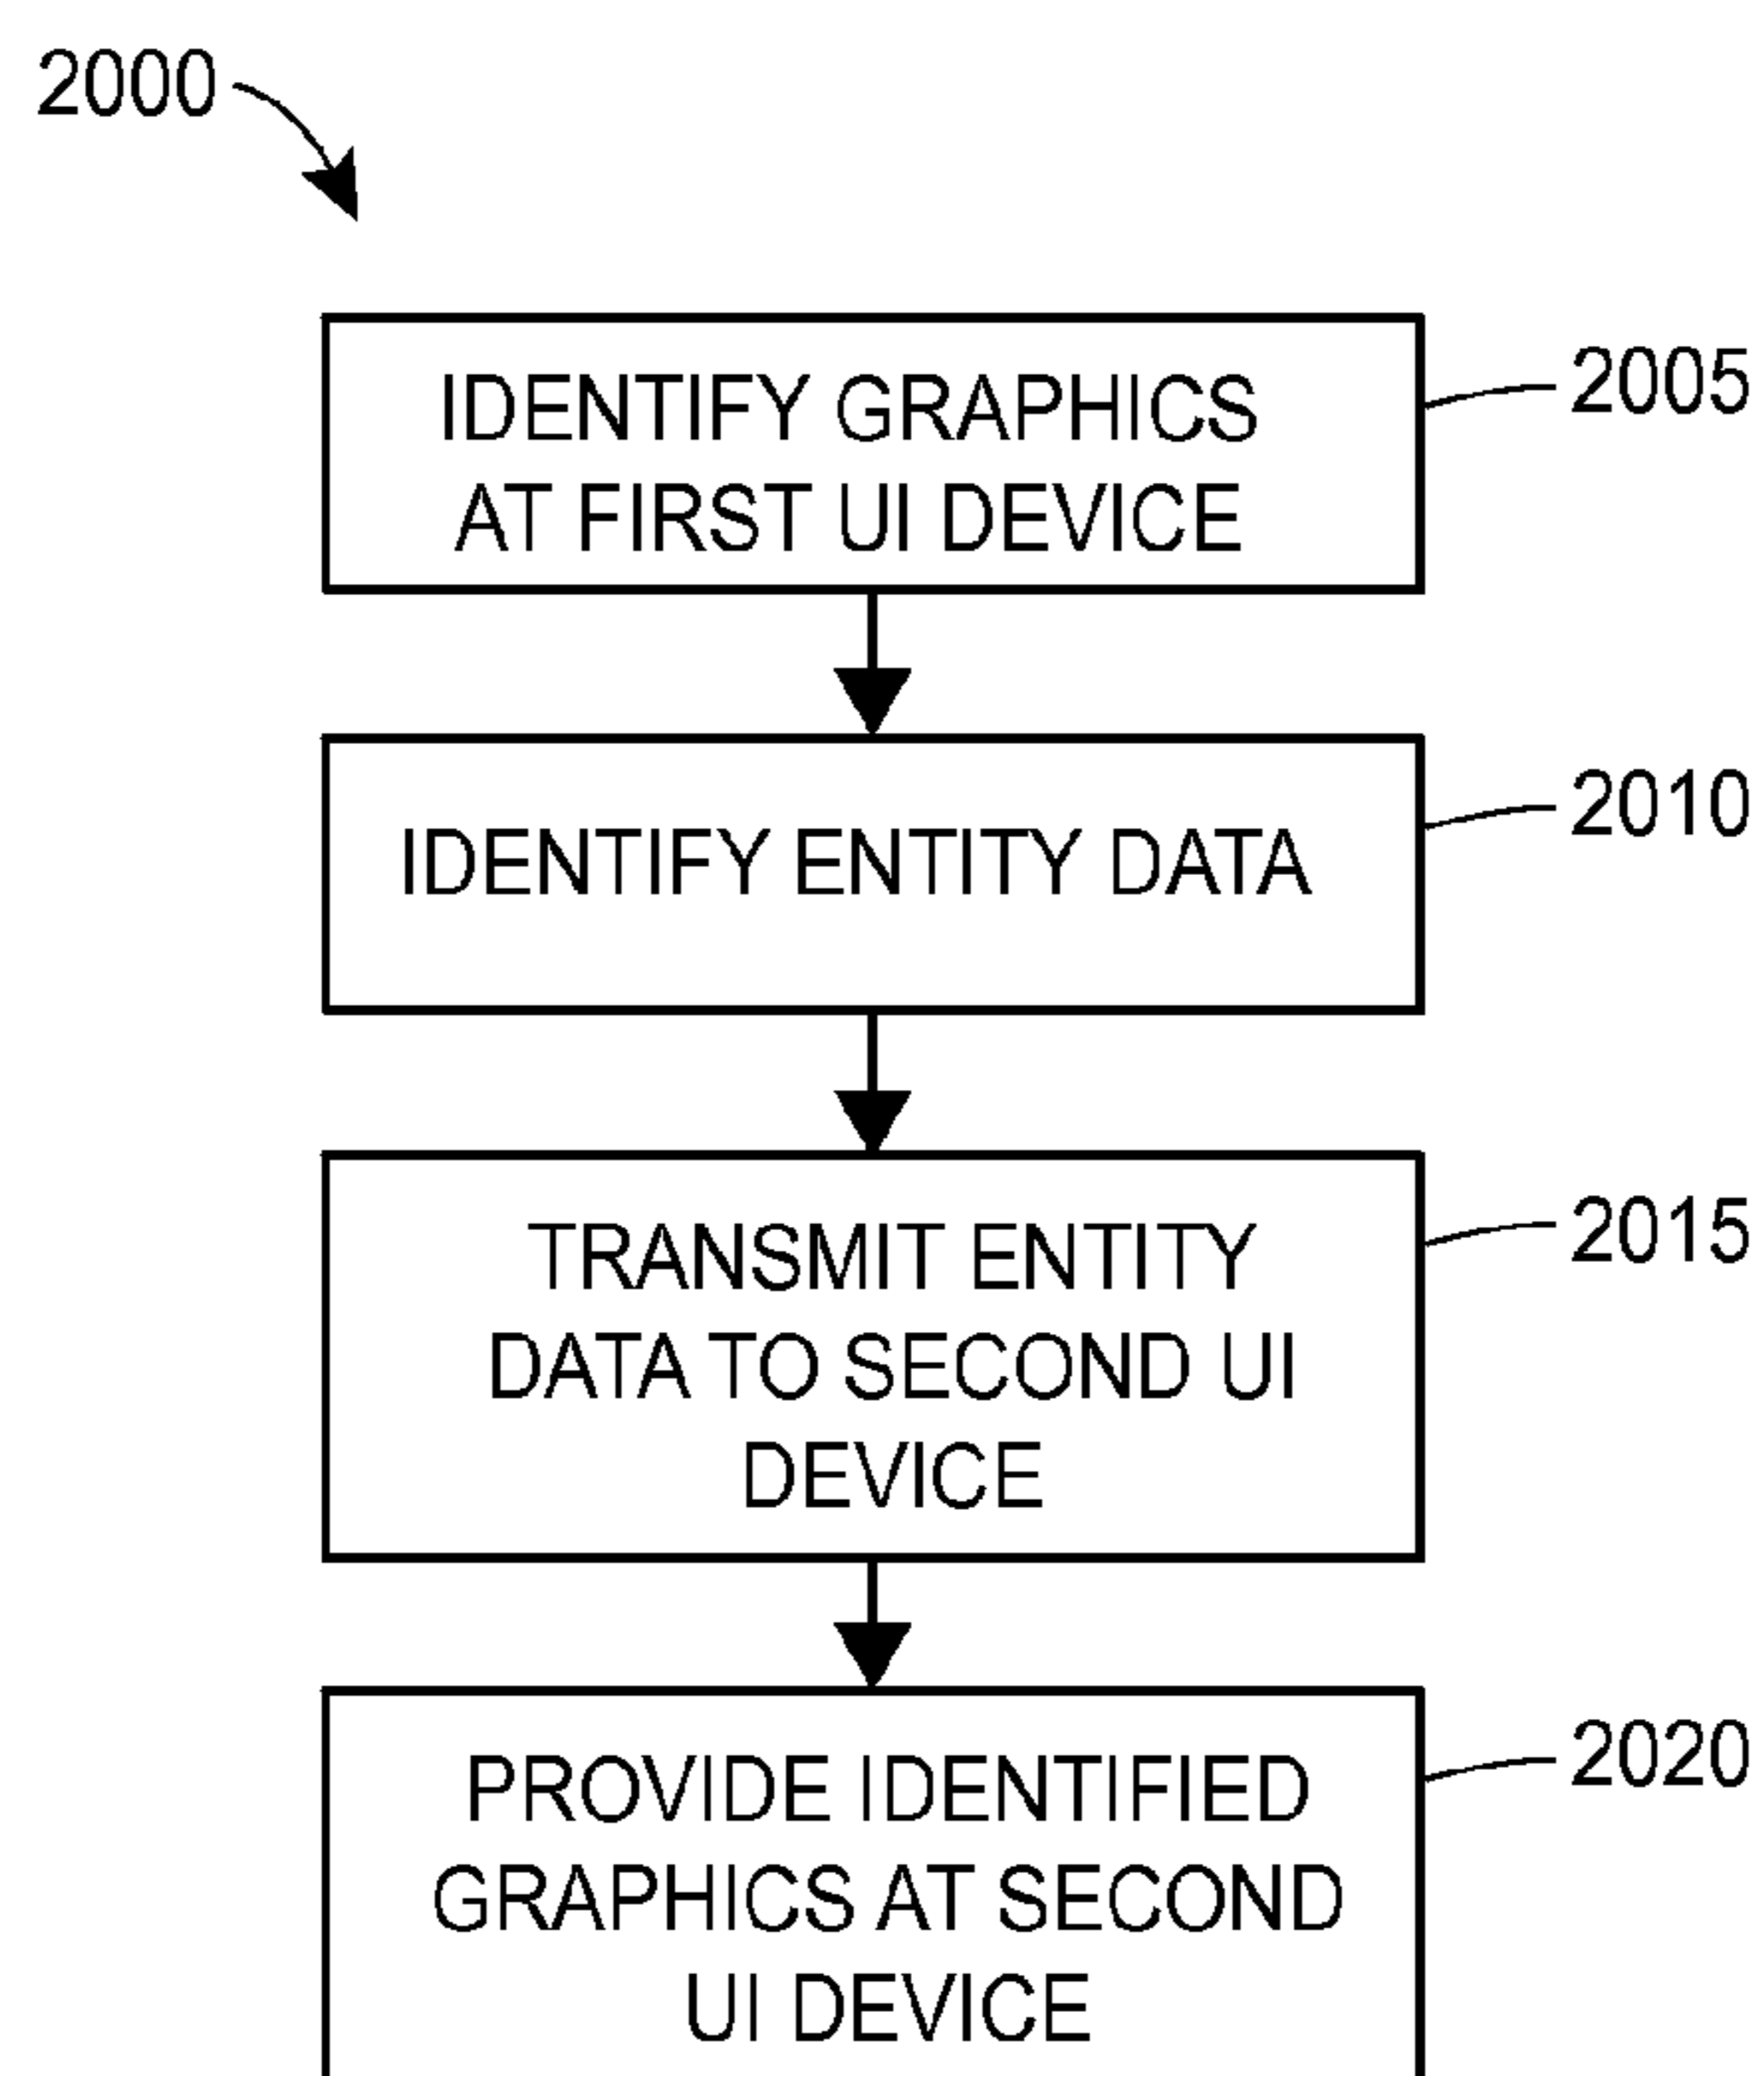 2000
IDENTIFY GRAPHICS
AT FIRST UI DEVICE
2005
IDENTIFY ENTITY DATA
2010
TRANSMIT ENTITY
DATA TO SECOND UI
DEVICE
2015
PROVIDE IDENTIFIED
GRAPHICS AT SECOND
UI DEVICE
2020